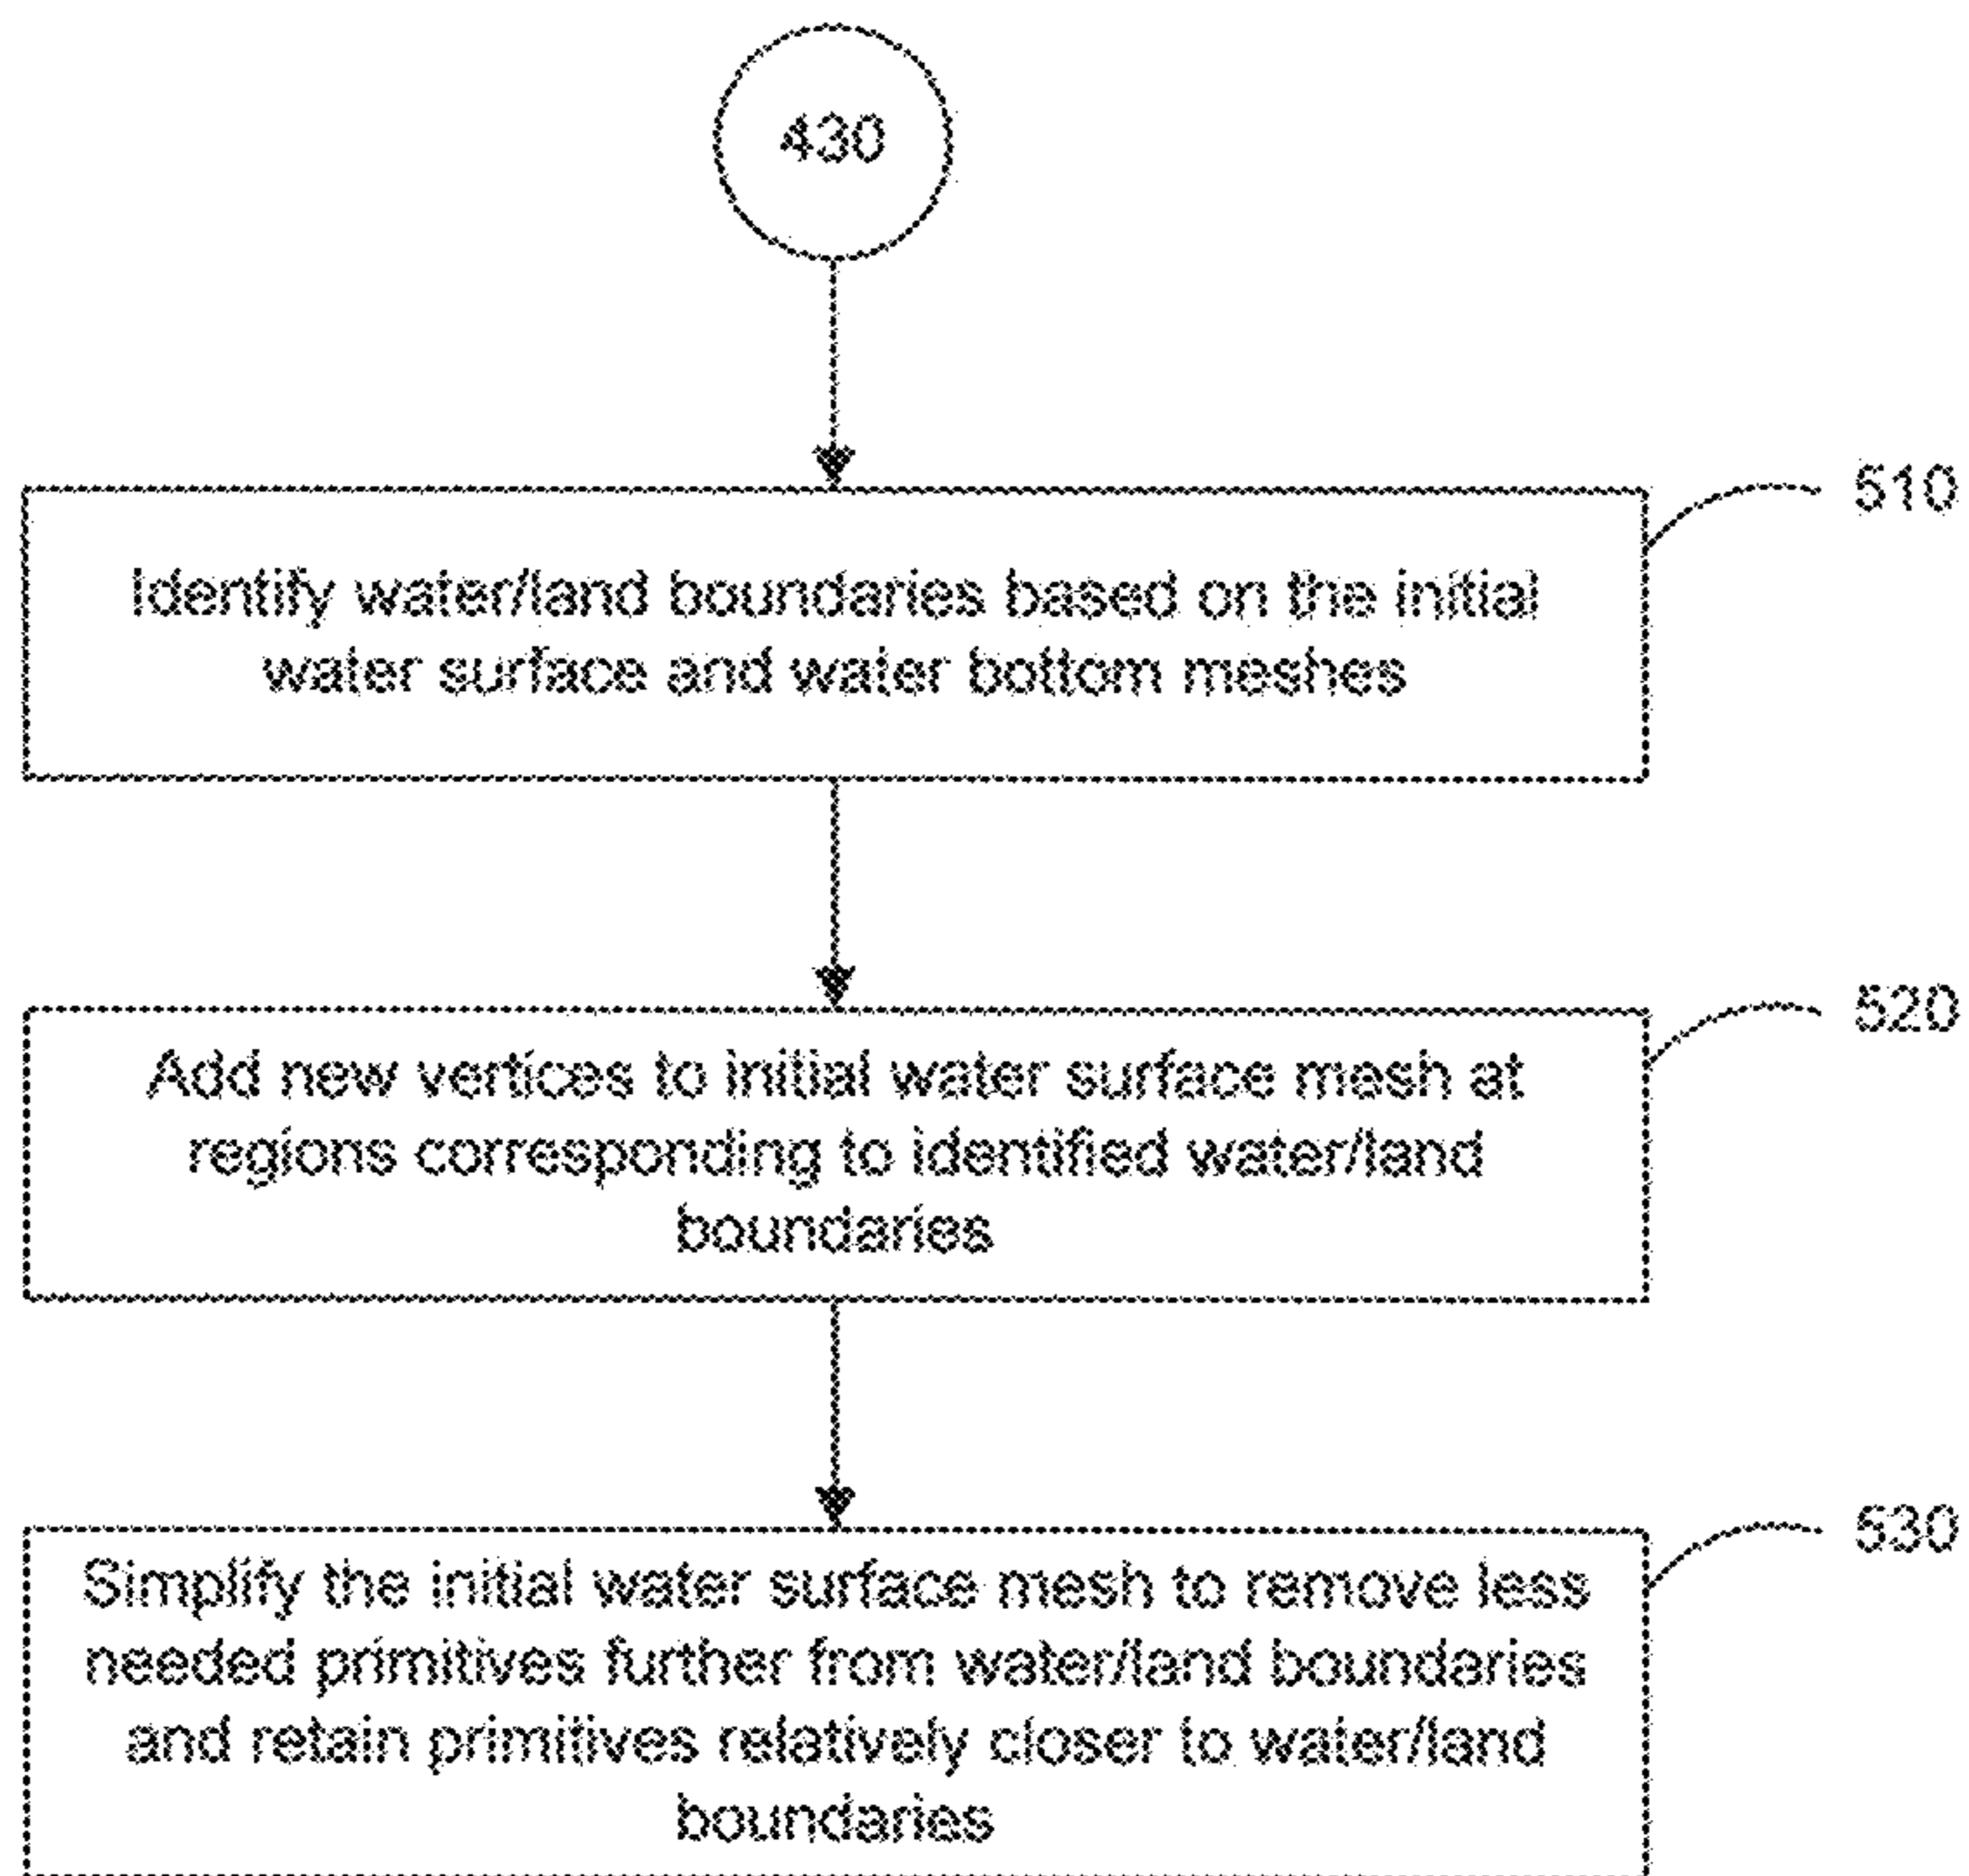 430
510
Identify water/land boundaries based on the initial
water surface and water bottom meshes
520
Add new vertices to initial water surface mesh at
regions corresponding to identified water/land
boundaries
530
Simplify the initial water surface mesh to remove less
needed primitives further from water/land boundaries
and retain primitives relatively closer to water/land
boundaries